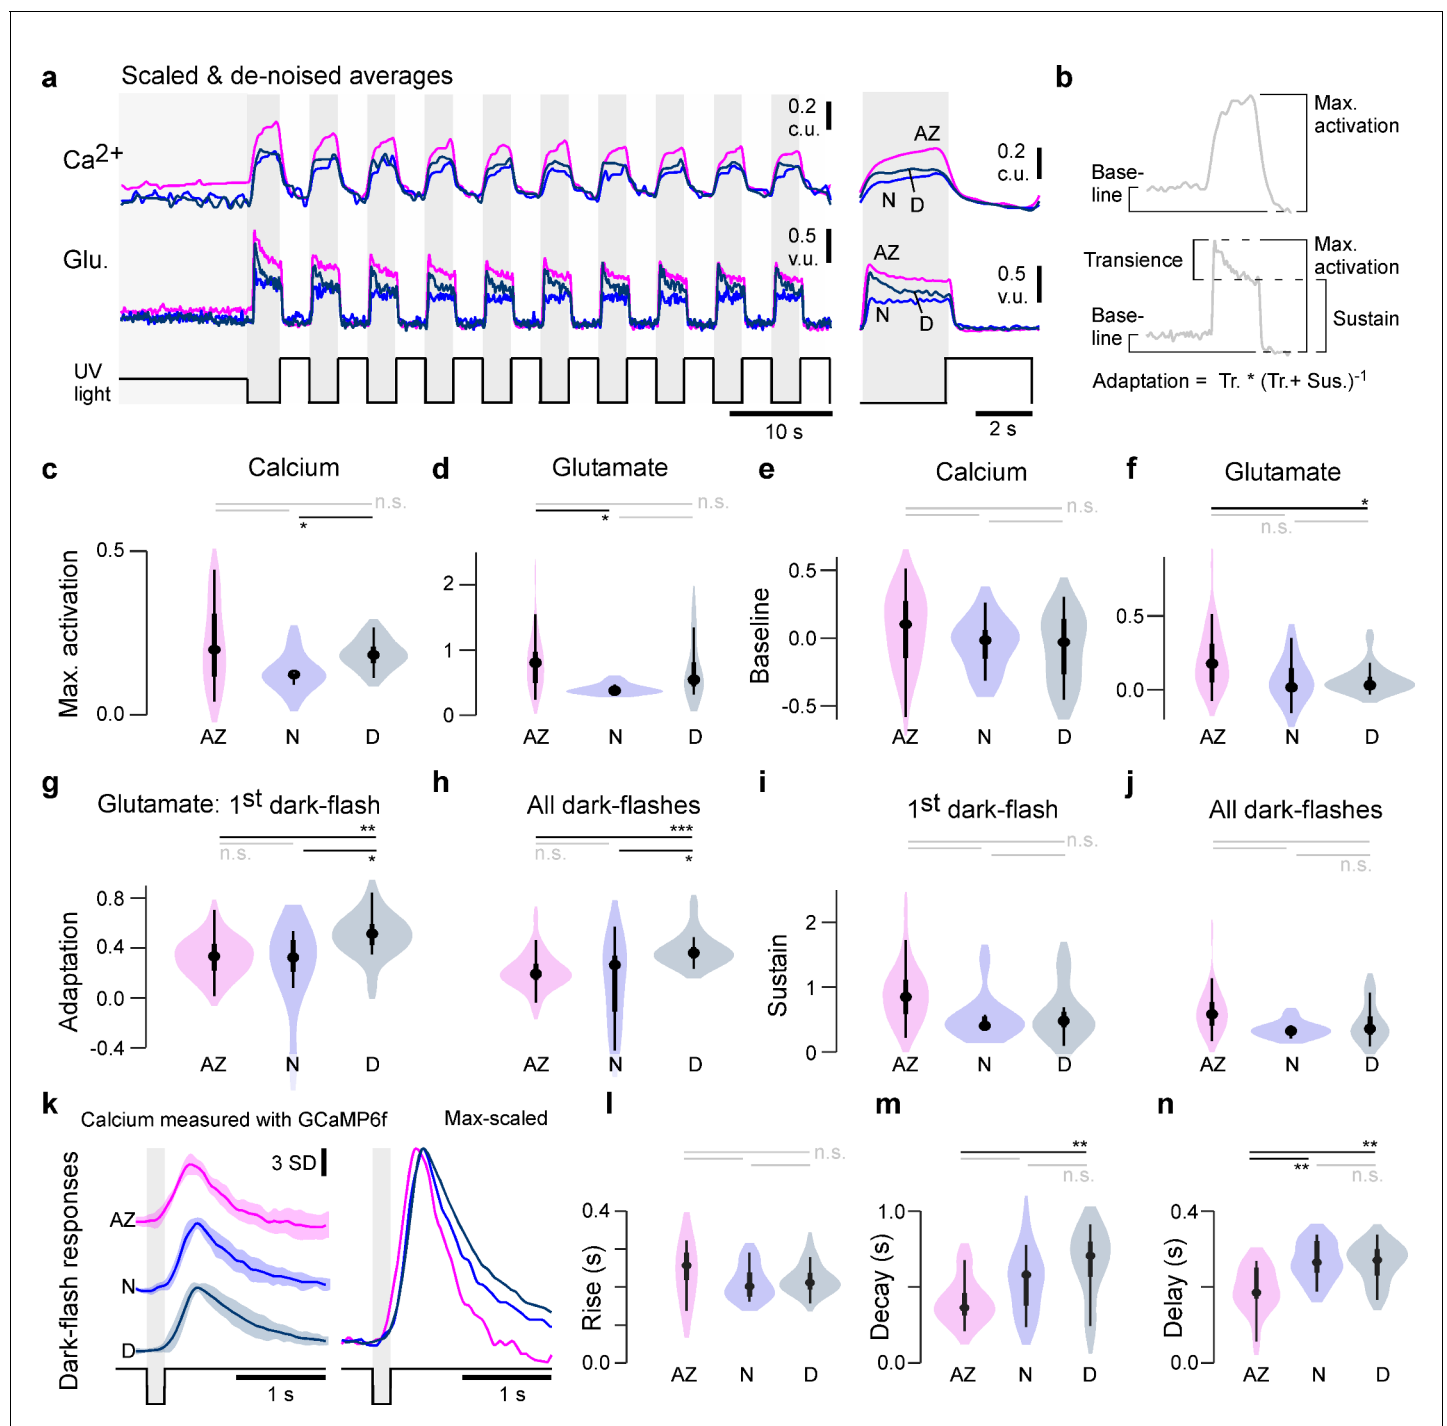 a Scaled & de-noised averages
Ca2+
0.2
c.u.
AZ
N
D
0.2
c.u.
Glu.
0.5
v.u.
AZ
N
D
0.5
v.u.
UV
light
10 s
2 s
b
Max.
activation
Base-
line
Transience
Max.
activation
Base-
line
Sustain
Adaptation = Tr. * (Tr.+ Sus.)-1
c Calcium
n.s.
*
Max. activation
0.5
0.0
AZ N D
d Glutamate
n.s.
*
2
1
0
AZ N D
e Calcium
n.s.
Baseline
0.5
0.0
-0.5
AZ N D
f Glutamate
*
n.s.
0.5
0.0
AZ N D
g Glutamate: 1st dark-flash
**
n.s.
*
Adaptation
0.8
0.4
0.0
-0.4
AZ N D
h All dark-flashes
***
n.s.
*
AZ N D
i 1st dark-flash
n.s.
Sustain
2
1
0
AZ N D
j All dark-flashes
n.s.
AZ N D
k
Calcium measured with GCaMP6f
Max-scaled
Dark-flash responses
3 SD
AZ
N
D
1 s
1 s
l
n.s.
Rise (s)
0.4
0.0
AZ N D
m
**
n.s.
Decay (s)
1.0
0.0
AZ N D
n
**
**
n.s.
Delay (s)
0.4
0.0
AZ N D